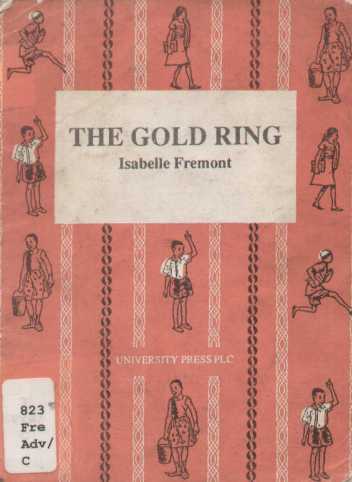 THE GOLD RING
Isabelle Fremont
UNIVERSITY PRESS PLC
823
Fre
Adv/
C